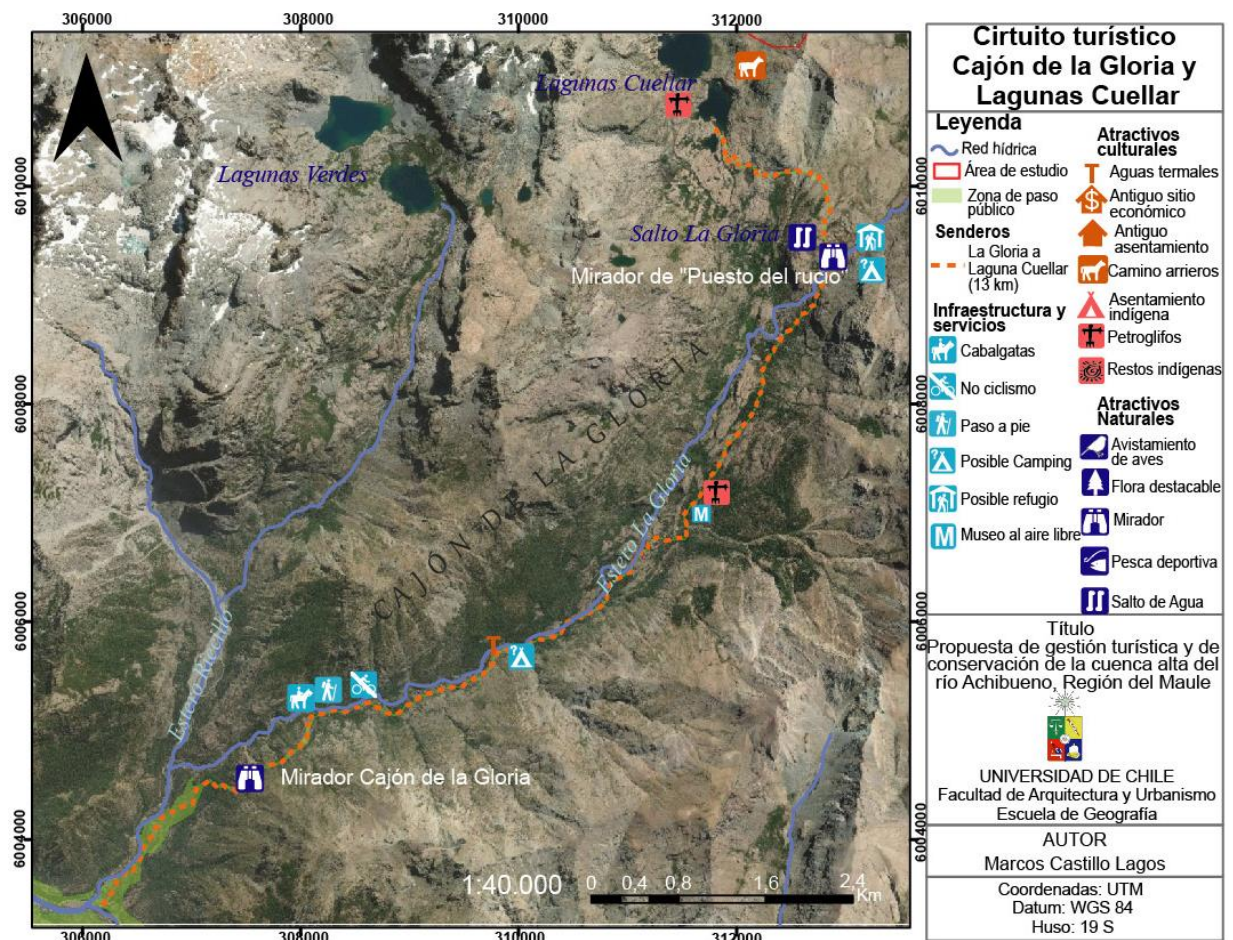 306000
308000
310000
312000
6010000
6008000
6006000
6004000
Lagunas Cuellar
Lagunas Verdes
Salto La Gloria
Mirador de "Puesto del rucio"
CAJÓN DE LA GLORIA
Estero La Gloria
Estero Rucillo
Mirador Cajón de la Gloria
1:40.000
0 0,4 0,8 1,6 2,4
Km
6010000
6008000
6006000
6004000
306000
308000
310000
312000
Cirtuito turístico
Cajón de la Gloria y
Lagunas Cuellar
Leyenda
Red hídrica
Área de estudio
Zona de paso
público
Senderos
La Gloria a
Laguna Cuellar
(13 km)
Infraestructura y
servicios
Cabalgatas
No ciclismo
Paso a pie
? Posible Camping
Posible refugio
M Museo al aire libre
Atractivos
culturales
Aguas termales
$ Antiguo sitio
económico
Antiguo
asentamiento
Camino arrieros
Asentamiento
indígena
Petroglifos
Restos indígenas
Atractivos
Naturales
Avistamiento
de aves
Flora destacable
Mirador
Pesca deportiva
Salto de Agua
Título
Propuesta de gestión turística y de
conservación de la cuenca alta del
río Achibueno, Región del Maule
UNIVERSIDAD DE CHILE
Facultad de Arquitectura y Urbanismo
Escuela de Geografía
AUTOR
Marcos Castillo Lagos
Coordenadas: UTM
Datum: WGS 84
Huso: 19 S